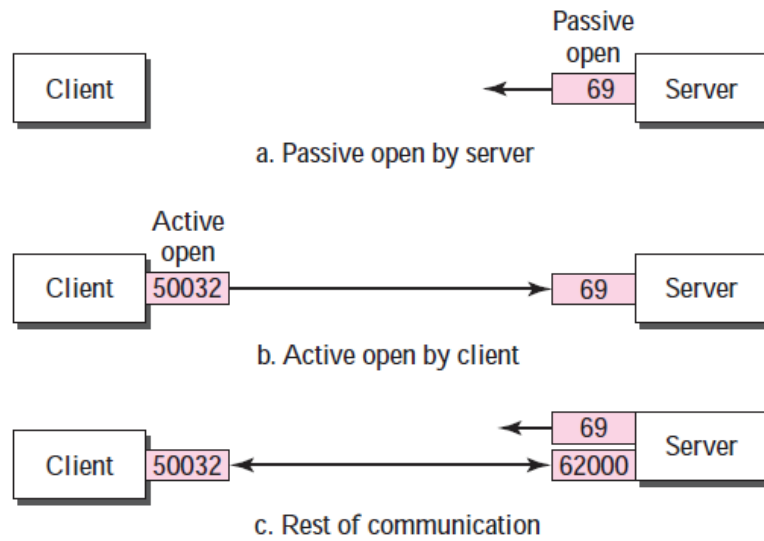 Passive
open
Client
69
Server
a. Passive open by server
Active
open
Client
50032
69
Server
b. Active open by client
Client
50032
69
62000
Server
c. Rest of communication